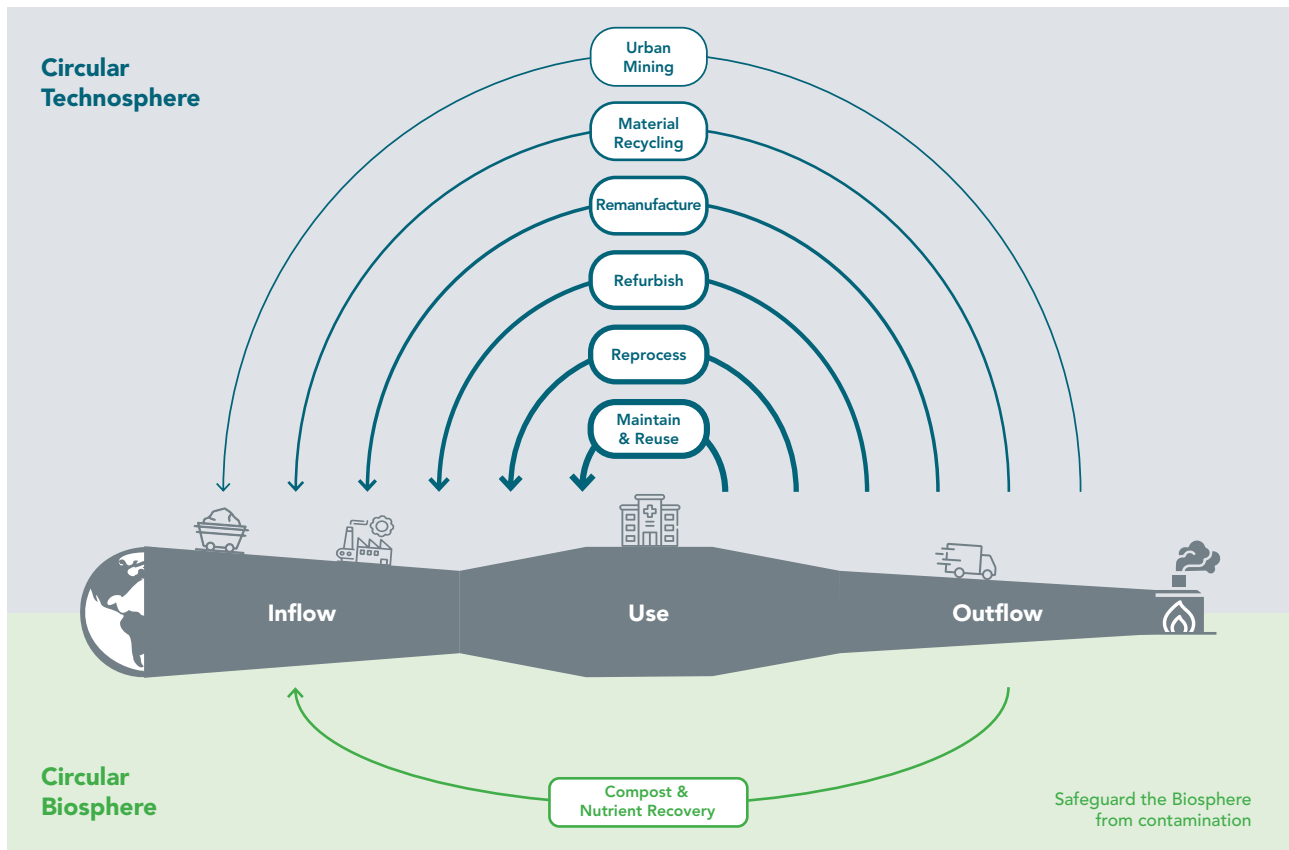 Circular
Technosphere
Urban
Mining
Material
Recycling
Remanufacture
Refurbish
Reprocess
Maintain
& Reuse
Inflow
Use
Outflow
Circular
Biosphere
Compost &
Nutrient Recovery
Safeguard the Biosphere
from contamination